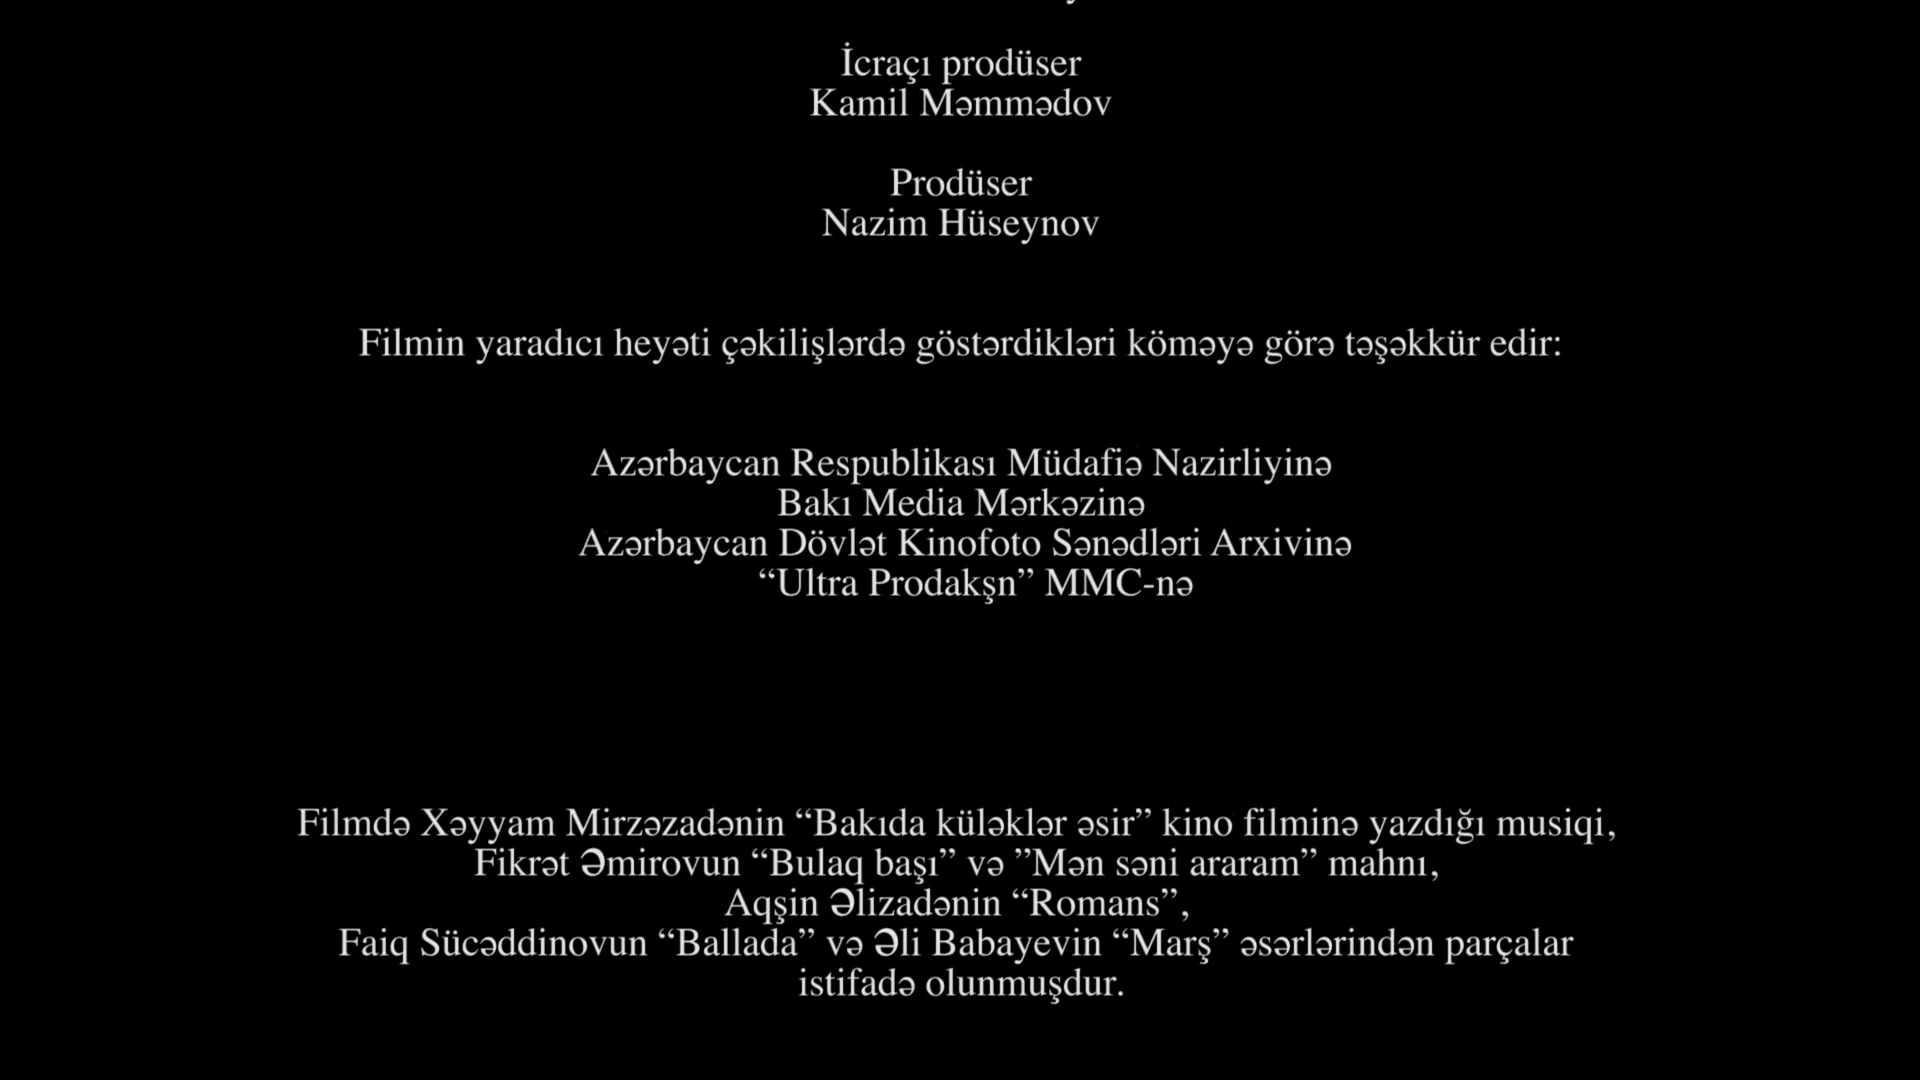 İcraçı prodüser
Kamil Məmmədov
Prodüser
Nazim Hüseynov
Filmin yaradıcı heyəti çəkilişlərdə göstərdikləri köməyə görə təşəkkür edir:
Azərbaycan Respublikası Müdafiə Nazirliyinə
Bakı Media Mərkəzinə
Azərbaycan Dövlət Kinofoto Sənədləri Arxivinə
“Ultra Prodakşn” MMC-nə
Filmdə Xəyyam Mirzəzadənin “Bakıda küləklər əsir” kino filminə yazdığı musiqi,
Fikrət Əmirovun “Bulaq başı” və ”Mən səni araram” mahnı,
Aqşin Əlizadənin “Romans”,
Faiq Sücəddinovun “Ballada” və Əli Babayevin “Marş” əsərlərindən parçalar
istifadə olunmuşdur.